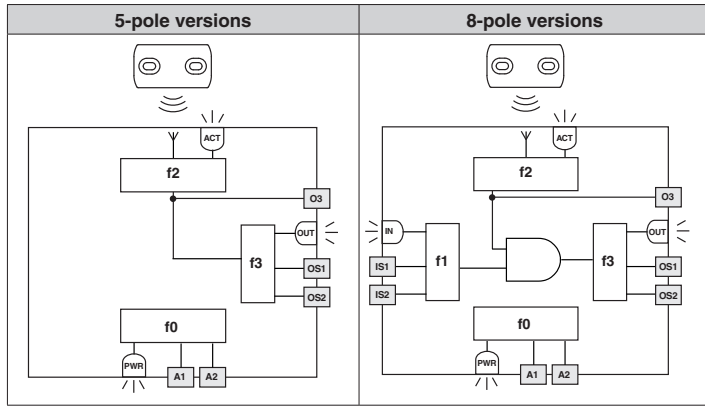 5-pole versions
8-pole versions
ACT
f2
O3
OUT
f3
OS1
OS2
f0
PWR
A1 A2
ACT
f2
O3
IN
OUT
IS1
f1
f3
OS1
IS2
OS2
f0
PWR
A1 A2